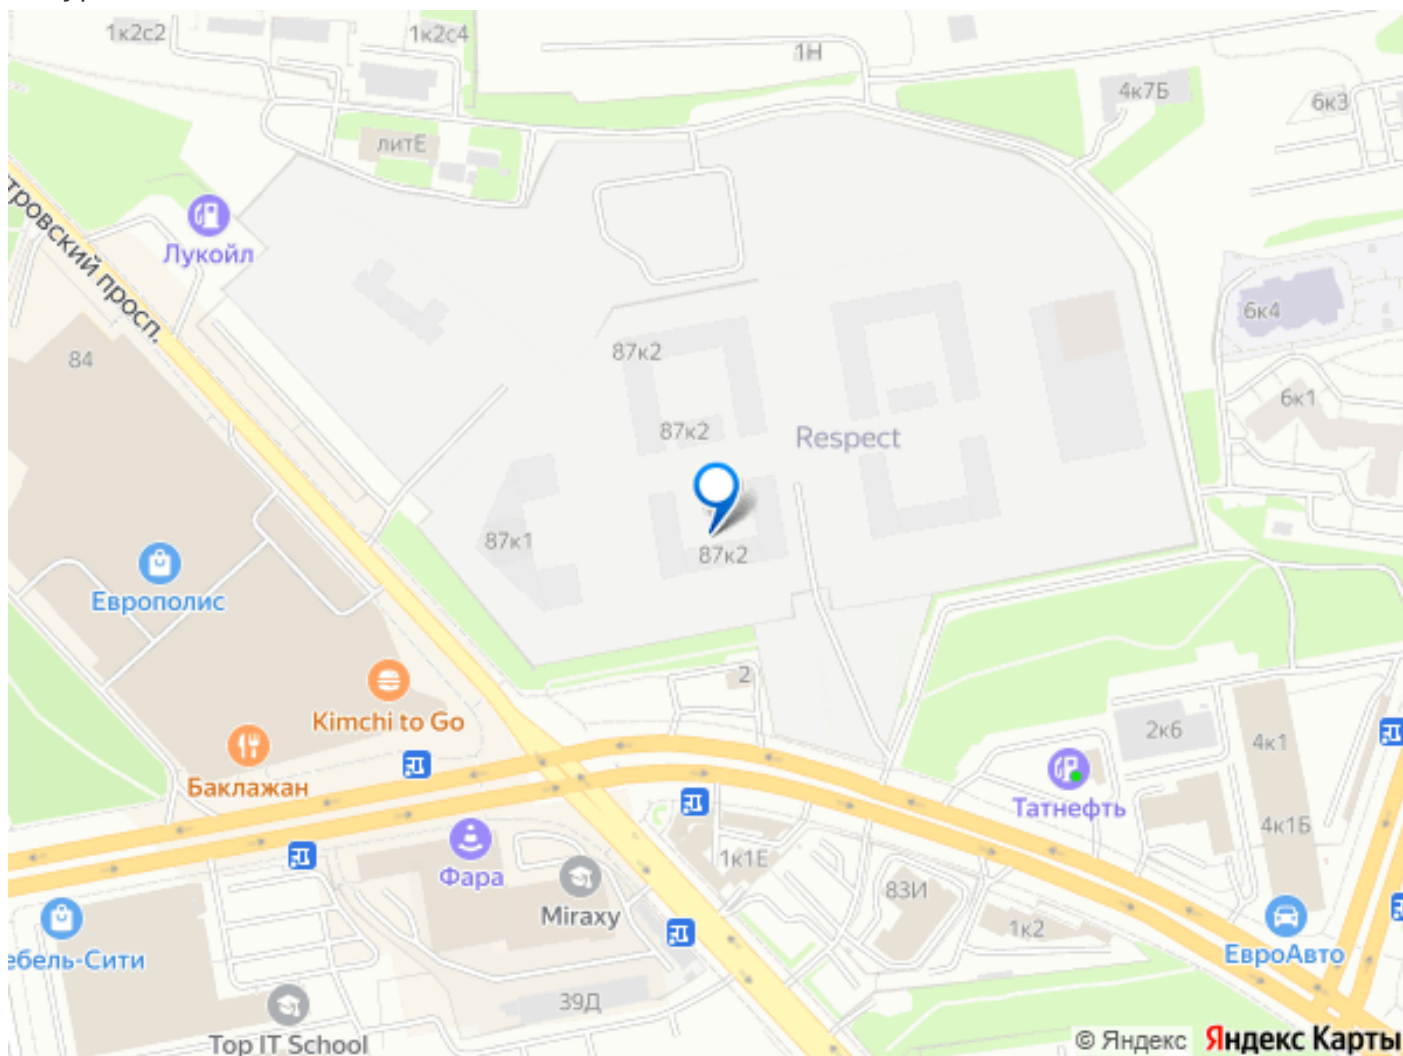 1к2с2
1к2с4
1Н
4к7Б
6к3
литЕ
тровский просп.
Лукойл
6к4
84
87к2
6к1
87к2
Respect
87к1
87к2
Европолис
2
Kimchi to Go
2к6
4к1
Баклажан
Татнефть
4к1Б
1к1Е
Фара
83И
Miraxy
1к2
ебель-Сити
ЕвроАвто
39Д
Top IT School
© Яндекс Яндекс Карты